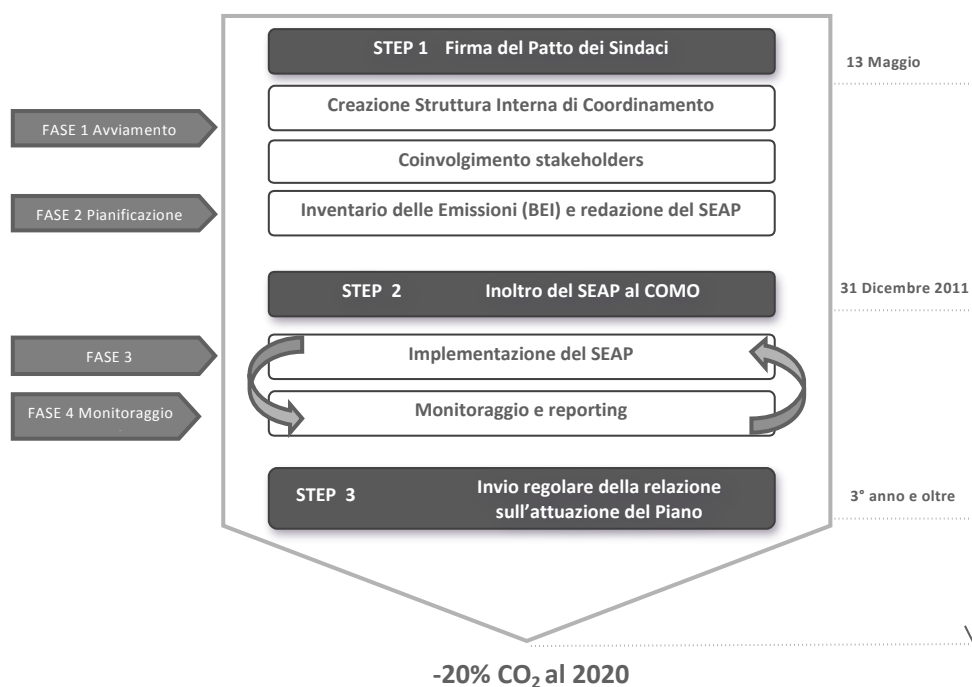 STEP 1 Firma del Patto dei Sindaci
13 Maggio
Creazione Struttura Interna di Coordinamento
FASE 1 Avviamento
Coinvolgimento stakeholders
FASE 2 Pianificazione
Inventario delle Emissioni (BEI) e redazione del SEAP
STEP 2 Inoltro del SEAP al COMO
31 Dicembre 2011
FASE 3
Implementazione del SEAP
FASE 4 Monitoraggio
Monitoraggio e reporting
STEP 3 Invio regolare della relazione
sull’attuazione del Piano
3° anno e oltre
-20% CO₂ al 2020